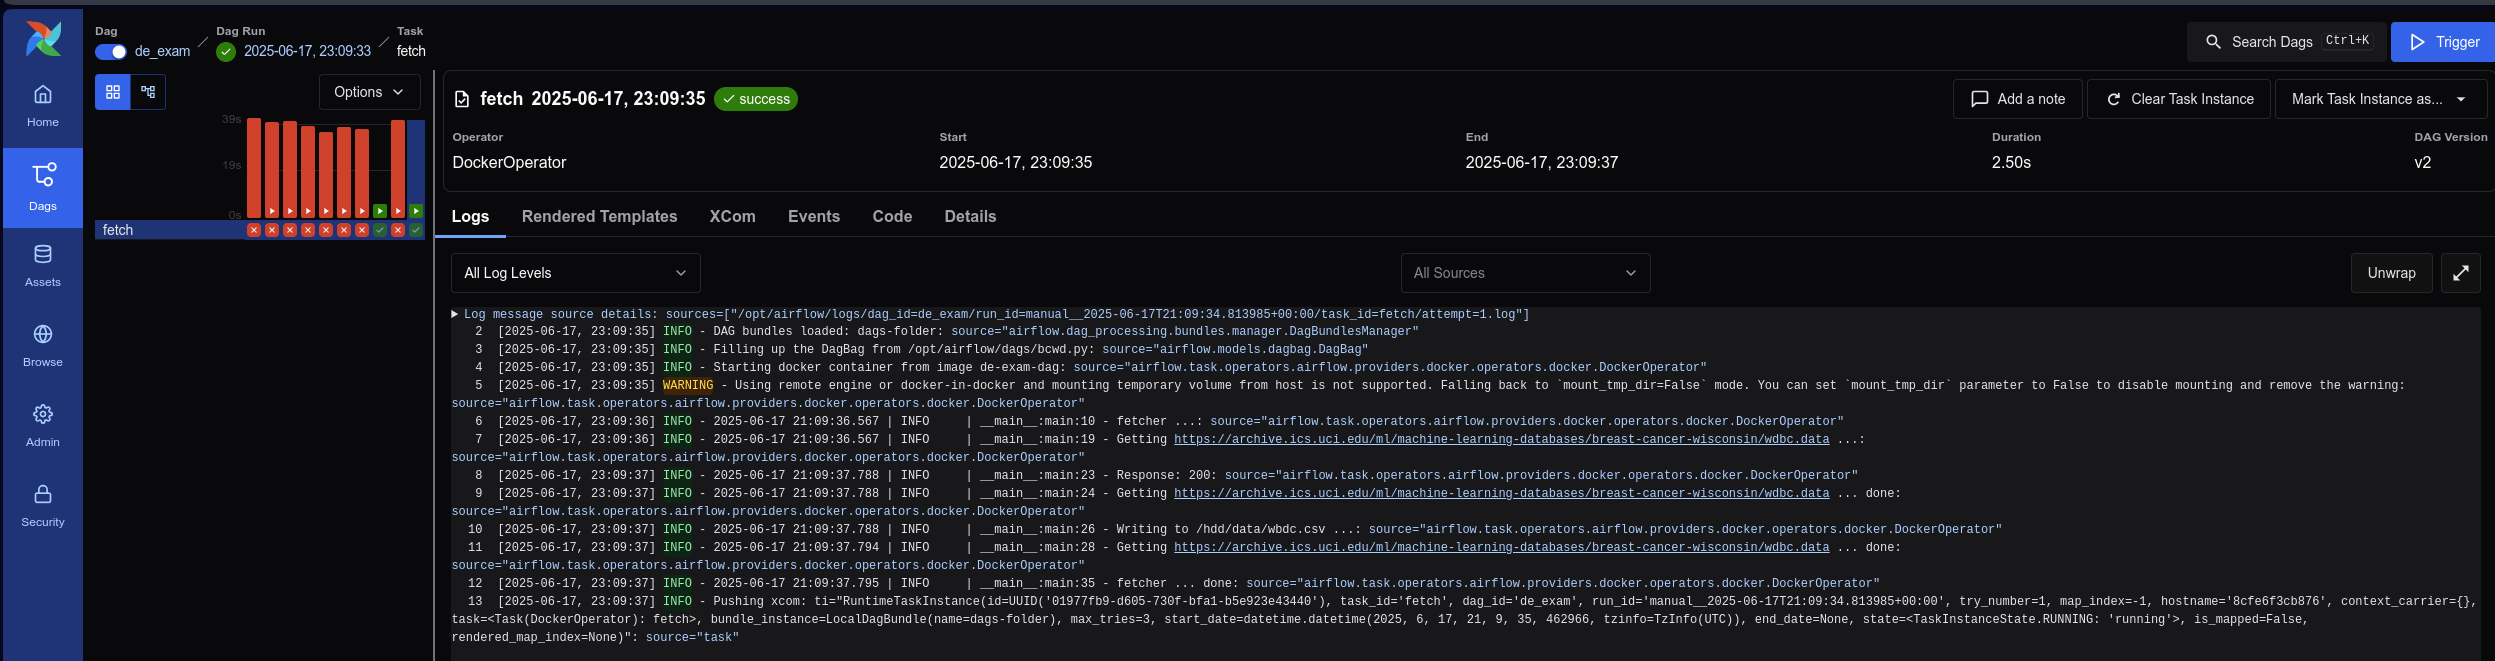 Dag
Dag Run
Task
de_exam
2025-06-17, 23:09:33
fetch
Search Dags
Ctrl+K
Trigger
Home
Dags
Assets
Browse
Admin
Security
Options
39s
19s
0s
fetch
fetch 2025-06-17, 23:09:35
success
Add a note
Clear Task Instance
Mark Task Instance as...
Operator
Start
End
Duration
DAG Version
DockerOperator
2025-06-17, 23:09:35
2025-06-17, 23:09:37
2.50s
v2
Logs
Rendered Templates
XCom
Events
Code
Details
All Log Levels
All Sources
Unwrap
Log message source details: sources=["/opt/airflow/logs/dag_id=de_exam/run_id=manual__2025-06-17T21:09:34.813985+00:00/task_id=fetch/attempt=1.log"]
2 [2025-06-17, 23:09:35] INFO - DAG bundles loaded: dags-folder: source="airflow.dag_processing.bundles.manager.DagBundlesManager"
3 [2025-06-17, 23:09:35] INFO - Filling up the DagBag from /opt/airflow/dags/bcwd.py: source="airflow.models.dagbag.DagBag"
4 [2025-06-17, 23:09:35] INFO - Starting docker container from image de-exam-dag: source="airflow.task.operators.airflow.providers.docker.operators.docker.DockerOperator"
5 [2025-06-17, 23:09:35] WARNING - Using remote engine or docker-in-docker and mounting temporary volume from host is not supported. Falling back to `mount_tmp_dir=False` mode. You can set `mount_tmp_dir` parameter to False to disable mounting and remove the warning:
source="airflow.task.operators.airflow.providers.docker.operators.docker.DockerOperator"
6 [2025-06-17, 23:09:36] INFO - 2025-06-17 21:09:36.567 | INFO | __main__:main:10 - fetcher ...: source="airflow.task.operators.airflow.providers.docker.operators.docker.DockerOperator"
7 [2025-06-17, 23:09:36] INFO - 2025-06-17 21:09:36.567 | INFO | __main__:main:19 - Getting https://archive.ics.uci.edu/ml/machine-learning-databases/breast-cancer-wisconsin/wdbc.data ...:
source="airflow.task.operators.airflow.providers.docker.operators.docker.DockerOperator"
8 [2025-06-17, 23:09:37] INFO - 2025-06-17 21:09:37.788 | INFO | __main__:main:23 - Response: 200: source="airflow.task.operators.airflow.providers.docker.operators.docker.DockerOperator"
9 [2025-06-17, 23:09:37] INFO - 2025-06-17 21:09:37.788 | INFO | __main__:main:24 - Getting https://archive.ics.uci.edu/ml/machine-learning-databases/breast-cancer-wisconsin/wdbc.data ... done:
source="airflow.task.operators.airflow.providers.docker.operators.docker.DockerOperator"
10 [2025-06-17, 23:09:37] INFO - 2025-06-17 21:09:37.788 | INFO | __main__:main:26 - Writing to /hdd/data/wbdc.csv ...: source="airflow.task.operators.airflow.providers.docker.operators.docker.DockerOperator"
11 [2025-06-17, 23:09:37] INFO - 2025-06-17 21:09:37.794 | INFO | __main__:main:28 - Getting https://archive.ics.uci.edu/ml/machine-learning-databases/breast-cancer-wisconsin/wdbc.data ... done:
source="airflow.task.operators.airflow.providers.docker.operators.docker.DockerOperator"
12 [2025-06-17, 23:09:37] INFO - 2025-06-17 21:09:37.795 | INFO | __main__:main:35 - fetcher ... done: source="airflow.task.operators.airflow.providers.docker.operators.docker.DockerOperator"
13 [2025-06-17, 23:09:37] INFO - Pushing xcom: ti="RuntimeTaskInstance(id=UUID('01977fb9-d605-730f-bfa1-b5e923e43440'), task_id='fetch', dag_id='de_exam', run_id='manual__2025-06-17T21:09:34.813985+00:00', try_number=1, map_index=-1, hostname='8cfe6f3cb876', context_carrier={},
task=<Task(DockerOperator): fetch>, bundle_instance=LocalDagBundle(name=dags-folder), max_tries=3, start_date=datetime.datetime(2025, 6, 17, 21, 9, 35, 462966, tzinfo=TzInfo(UTC)), end_date=None, state=<TaskInstanceState.RUNNING: 'running'>, is_mapped=False,
rendered_map_index=None)": source="task"